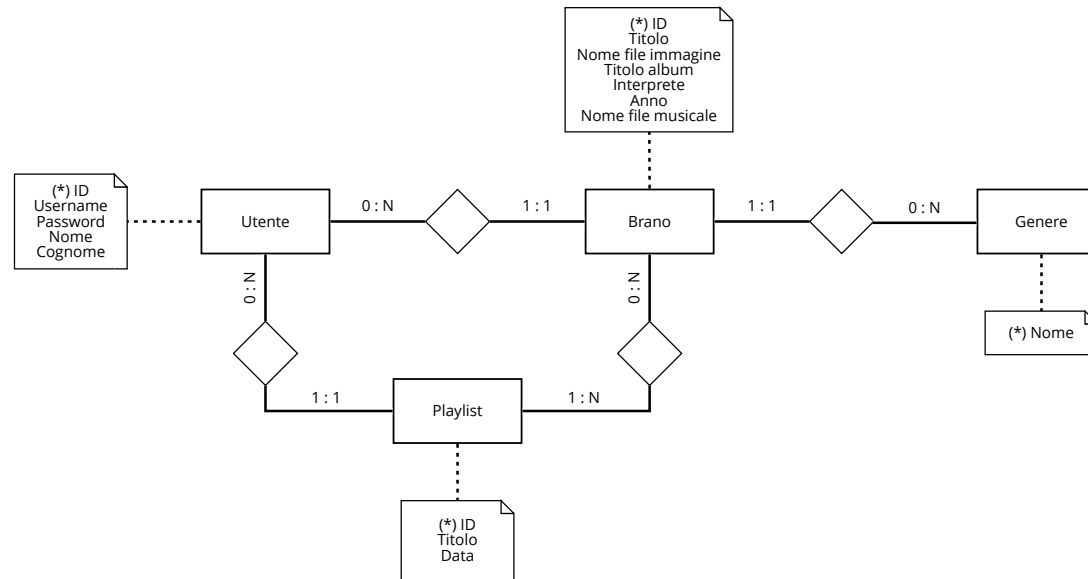 (*) ID
Titolo
Nome file immagine
Titolo album
Interprete
Anno
Nome file musicale
(*) ID
Username
Password
Nome
Cognome
Utente
0 : N
1 : 1
Brano
1 : 1
0 : N
Genere
0 : N
0 : N
(*) Nome
1 : 1
Playlist
1 : N
(*) ID
Titolo
Data